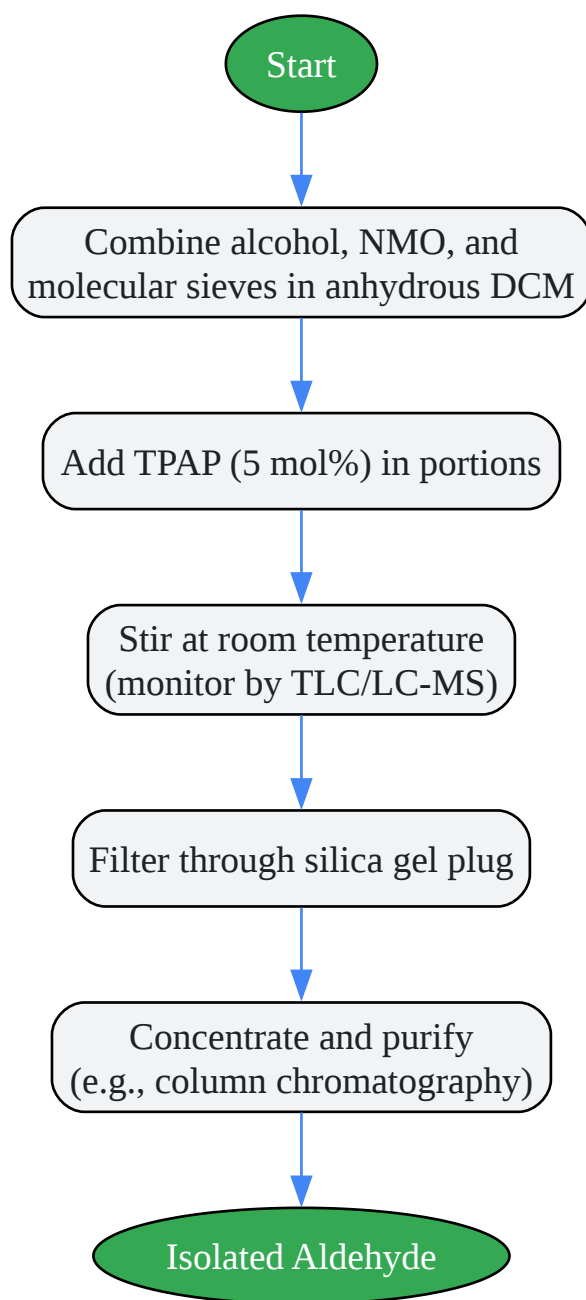 Start
Combine alcohol, NMO, and
molecular sieves in anhydrous DCM
Add TPAP (5 mol%) in portions
Stir at room temperature
(monitor by TLC/LC-MS)
Filter through silica gel plug
Concentrate and purify
(e.g., column chromatography)
Isolated Aldehyde